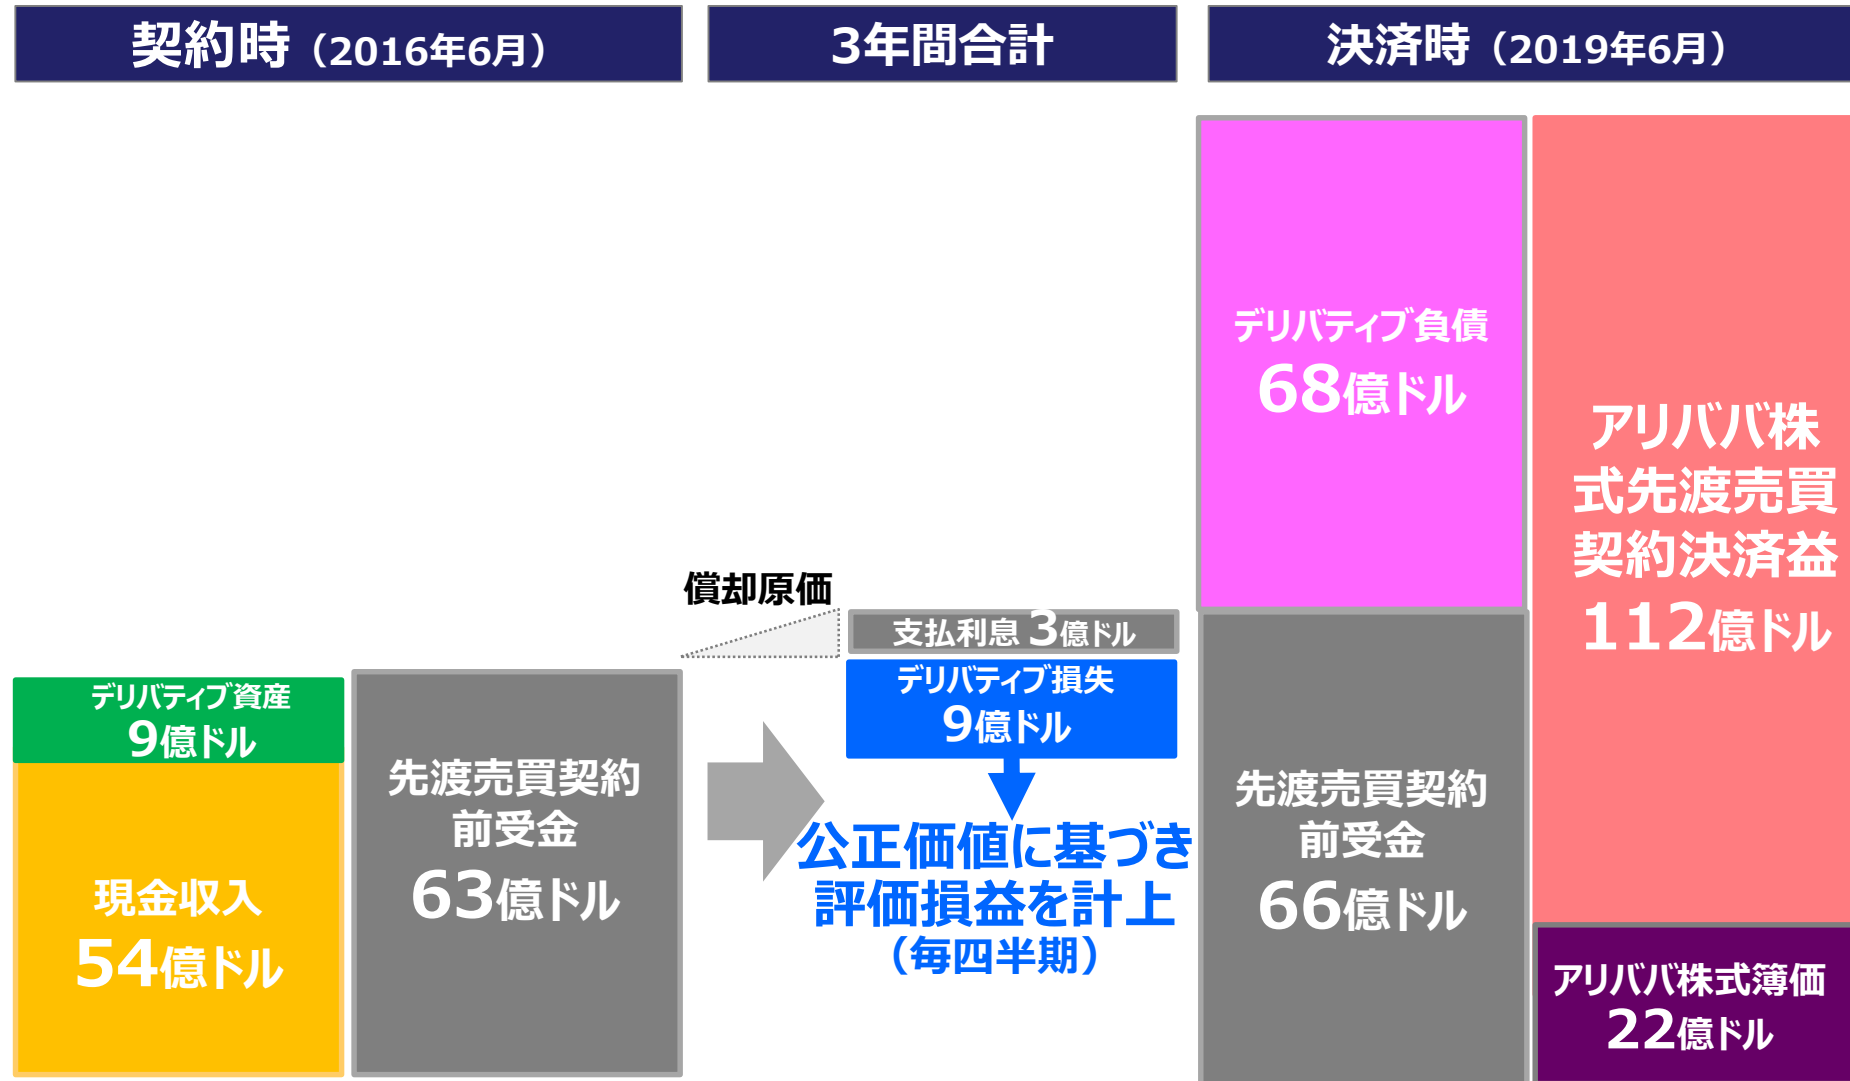 契約時（2016年6月）
3年間合計
決済時（2019年6月）
デリバティブ資産
9億ドル
現金収入
54億ドル
先渡売買契約
前受金
63億ドル
償却原価
支払利息 3億ドル
デリバティブ損失
9億ドル
公正価値に基づき
評価損益を計上
（毎四半期）
デリバティブ負債
68億ドル
先渡売買契約
前受金
66億ドル
アリババ株
式先渡売買
契約決済益
112億ドル
アリババ株式簿価
22億ドル